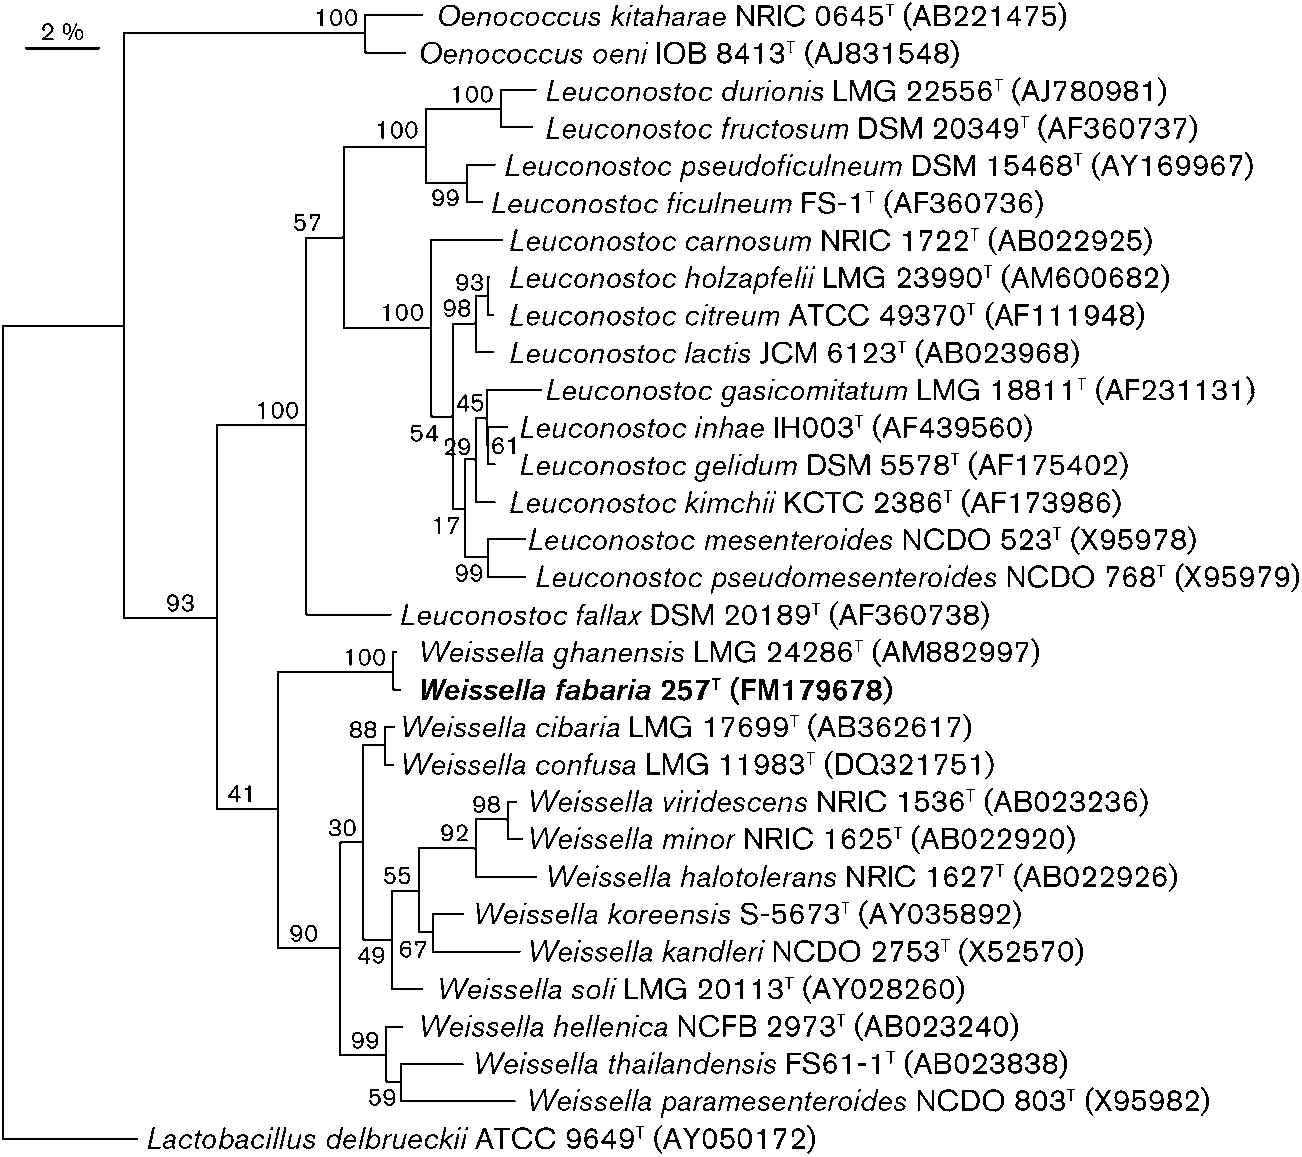 2 %
100
Oenococcus kitaharae NRIC 0645T (AB221475)
Oenococcus oeni IOB 8413T (AJ831548)
100
Leuconostoc durionis LMG 22556T (AJ780981)
100
Leuconostoc fructosum DSM 20349T (AF360737)
Leuconostoc pseudoficulneum DSM 15468T (AY169967)
99
Leuconostoc ficulneum FS-1T (AF360736)
57
Leuconostoc carnosum NRIC 1722T (AB022925)
93
Leuconostoc holzapfelii LMG 23990T (AM600682)
100
98
Leuconostoc citreum ATCC 49370T (AF111948)
Leuconostoc lactis JCM 6123T (AB023968)
Leuconostoc gasicomitatum LMG 18811T (AF231131)
100
45
54
Leuconostoc inhae IH003T (AF439560)
29
61
Leuconostoc gelidum DSM 5578T (AF175402)
Leuconostoc kimchii KCTC 2386T (AF173986)
17
Leuconostoc mesenteroides NCDO 523T (X95978)
99
Leuconostoc pseudomesenteroides NCDO 768T (X95979)
93
Leuconostoc fallax DSM 20189T (AF360738)
100
Weissella ghanensis LMG 24286T (AM882997)
Weissella fabaria 257T (FM179678)
88
Weissella cibaria LMG 17699T (AB362617)
Weissella confusa LMG 11983T (DQ321751)
41
98
Weissella viridescens NRIC 1536T (AB023236)
30
92
Weissella minor NRIC 1625T (AB022920)
55
Weissella halotolerans NRIC 1627T (AB022926)
Weissella koreensis S-5673T (AY035892)
90
49
67
Weissella kandleri NCDO 2753T (X52570)
Weissella soli LMG 20113T (AY028260)
99
Weissella hellenica NCFB 2973T (AB023240)
Weissella thailandensis FS61-1T (AB023838)
59
Weissella paramesenteroides NCDO 803T (X95982)
Lactobacillus delbrueckii ATCC 9649T (AY050172)